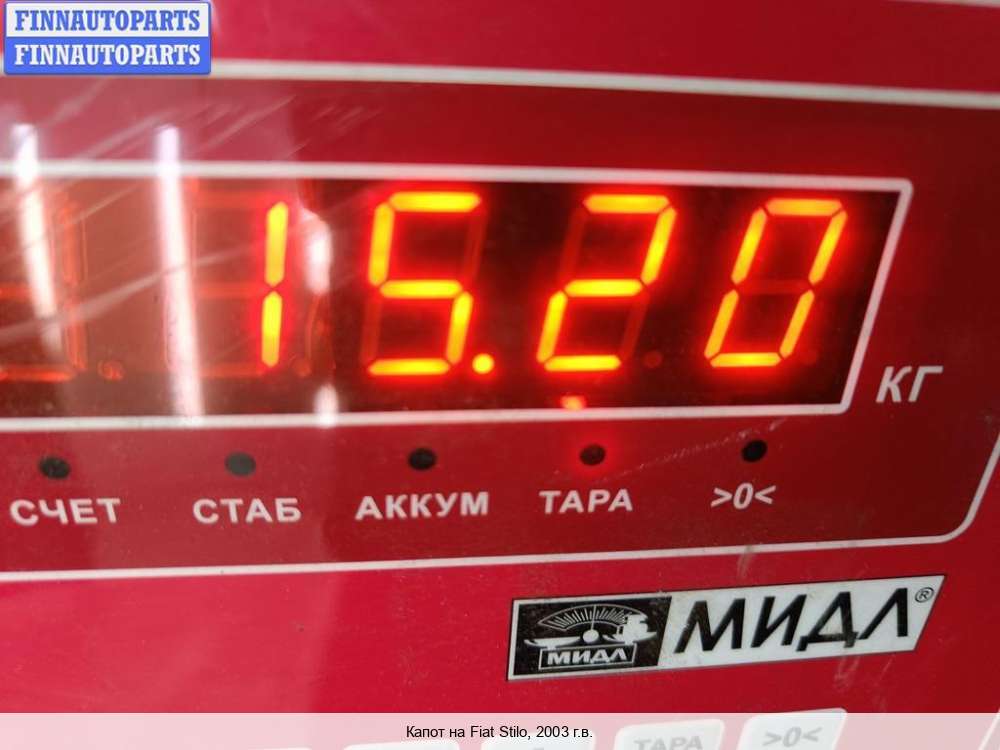 FINNAUTOPARTS
FINNAUTOPARTS
15.20
КГ
СЧЕТ СТАБ АККУМ ТАРА >0<
МИДЛ МИДЛ®
ТАРА >0<
Капот на Fiat Stilo, 2003 г.в.